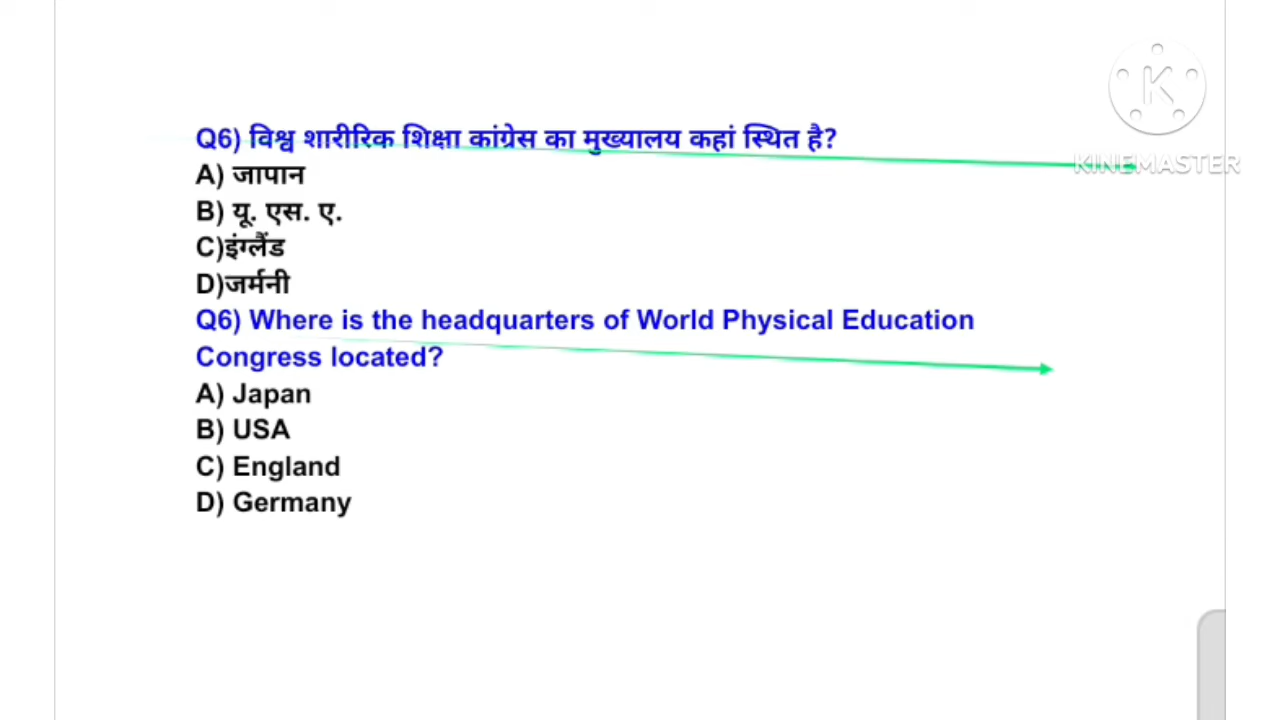 Q6) विश्व शारीरिक शिक्षा कांग्रेस का मुख्यालय कहां स्थित है?
A) जापान
B) यू. एस. ए.
C)इंग्लैंड
D)जर्मनी
Q6) Where is the headquarters of World Physical Education
Congress located?
A) Japan
B) USA
C) England
D) Germany
K
KINEMASTER